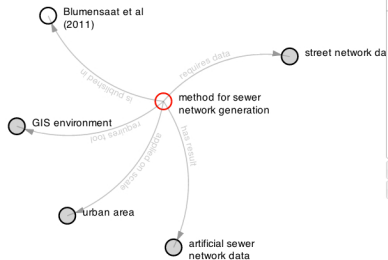 Blumensaat et al
(2011)
is published in
requires data
street network da
method for sewer
network generation
GIS environment
requires tool
applied on scale
has result
urban area
artificial sewer
network data